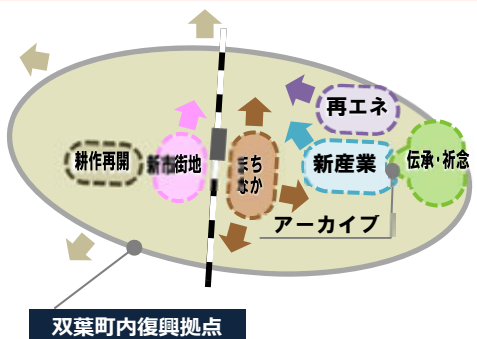 再エネ
耕作再開
新市街地
まち
なか
新産業
伝承・祈念
アーカイブ
双葉町内復興拠点